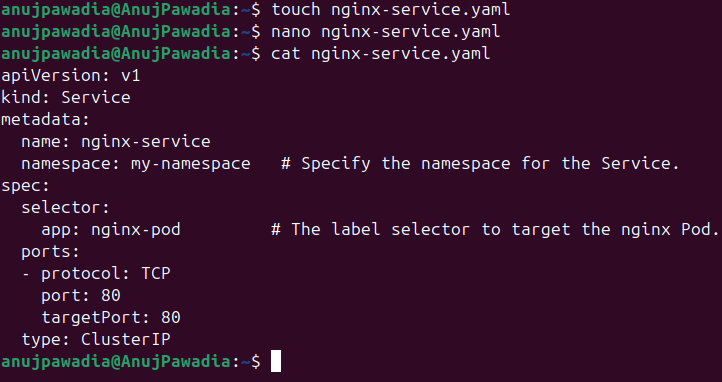 anujpawadia@AnujPawadia:~$ touch nginx-service.yaml
anujpawadia@AnujPawadia:~$ nano nginx-service.yaml
anujpawadia@AnujPawadia:~$ cat nginx-service.yaml
apiVersion: v1
kind: Service
metadata:
  name: nginx-service
  namespace: my-namespace   # Specify the namespace for the Service.
spec:
  selector:
    app: nginx-pod         # The label selector to target the nginx Pod.
  ports:
  - protocol: TCP
    port: 80
    targetPort: 80
  type: ClusterIP
anujpawadia@AnujPawadia:~$